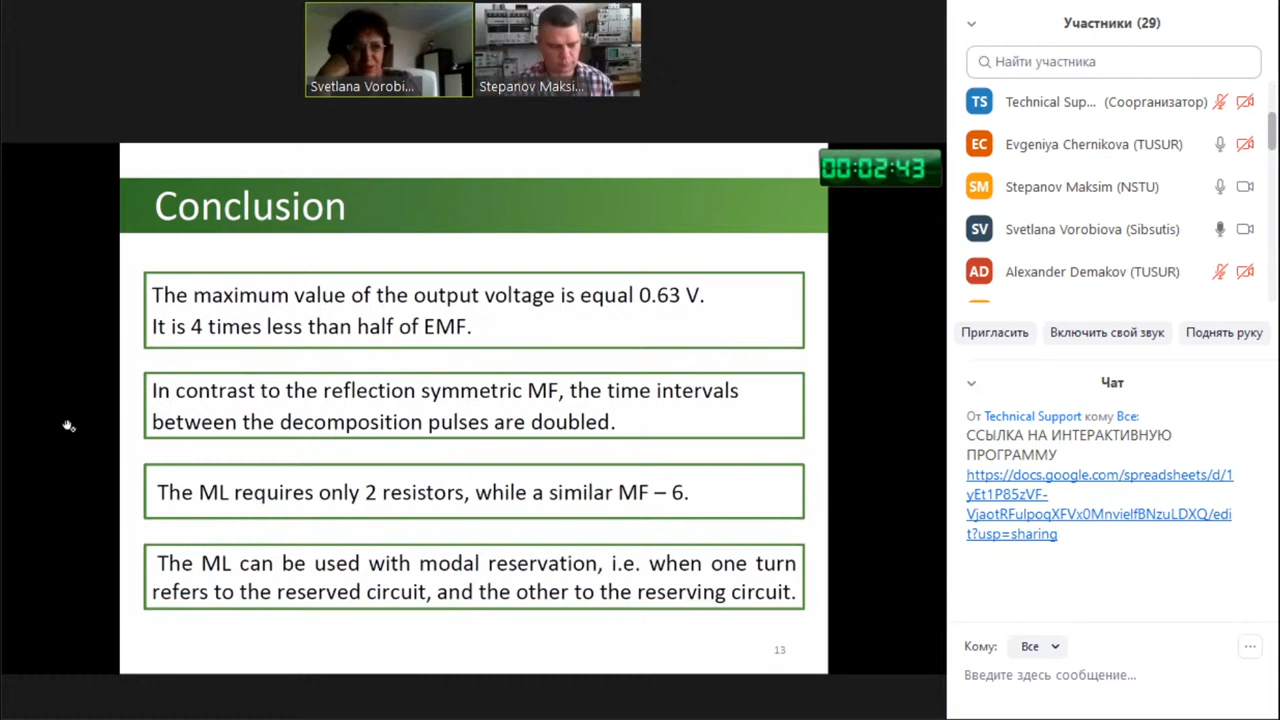 Svetlana Vorobi...
Stepanov Maksi...
00:02:43
Conclusion
The maximum value of the output voltage is equal 0.63 V.
It is 4 times less than half of EMF.
In contrast to the reflection symmetric MF, the time intervals
between the decomposition pulses are doubled.
The ML requires only 2 resistors, while a similar MF – 6.
The ML can be used with modal reservation, i.e. when one turn
refers to the reserved circuit, and the other to the reserving circuit.
13
Участники (29)
Найти участника
TS Technical Sup... (Соорганизатор)
EC Evgeniya Chernikova (TUSUR)
SM Stepanov Maksim (NSTU)
SV Svetlana Vorobiova (Sibsutis)
AD Alexander Demakov (TUSUR)
Пригласить Включить свой звук Поднять руку
Чат
От Technical Support кому Все:
ССЫЛКА НА ИНТЕРАКТИВНУЮ
ПРОГРАММУ
https://docs.google.com/spreadsheets/d/1
yEt1P85zVF-
VjaotRFulpoqXFVx0MnvielfBNzuLDXQ/edi
t?usp=sharing
Кому: Все
Введите здесь сообщение...